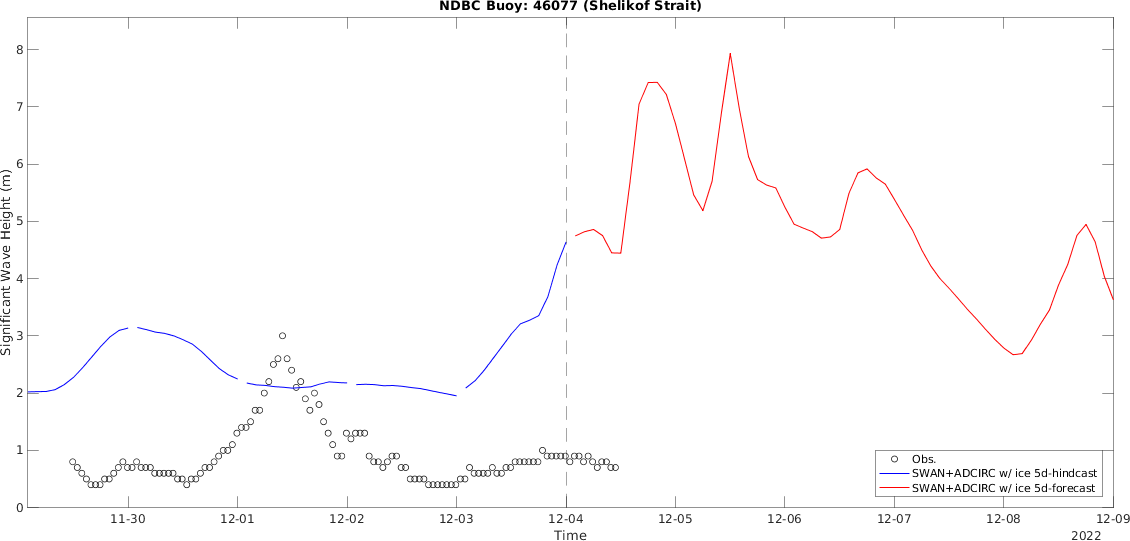 NDBC Buoy: 46077 (Shelikof Strait)
Significant Wave Height (m)
8
7
6
5
4
3
2
1
0
Obs.
SWAN+ADCIRC w/ ice 5d-hindcast
SWAN+ADCIRC w/ ice 5d-forecast
11-30 12-01 12-02 12-03 12-04 12-05 12-06 12-07 12-08 12-09
Time
2022